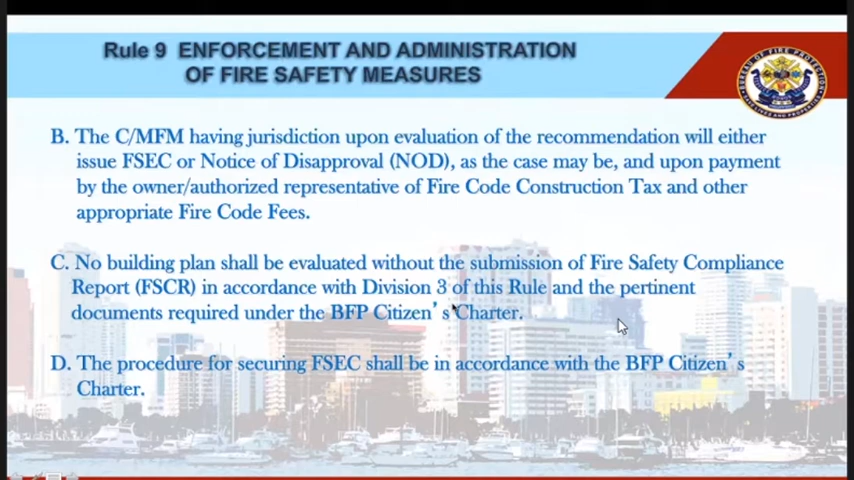 Rule 9 ENFORCEMENT AND ADMINISTRATION
OF FIRE SAFETY MEASURES
BUREAU OF FIRE PROTECTION
B. The C/MFM having jurisdiction upon evaluation of the recommendation will either
issue FSEC or Notice of Disapproval (NOD), as the case may be, and upon payment
by the owner/authorized representative of Fire Code Construction Tax and other
appropriate Fire Code Fees.
C. No building plan shall be evaluated without the submission of Fire Safety Compliance
Report (FSCR) in accordance with Division 3 of this Rule and the pertinent
documents required under the BFP Citizen's Charter.
D. The procedure for securing FSEC shall be in accordance with the BFP Citizen's
Charter.